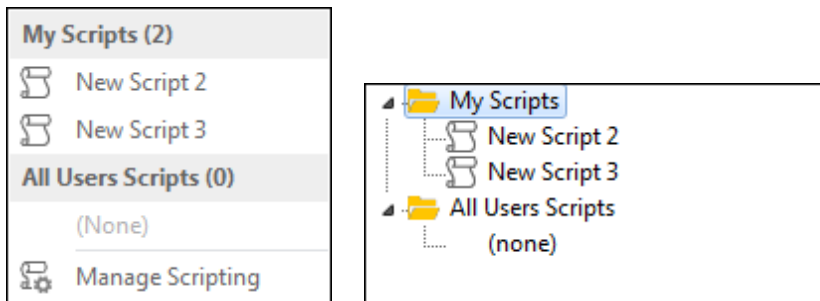 My Scripts (2)
New Script 2
New Script 3
All Users Scripts (0)
(None)
Manage Scripting
My Scripts
New Script 2
New Script 3
All Users Scripts
(none)